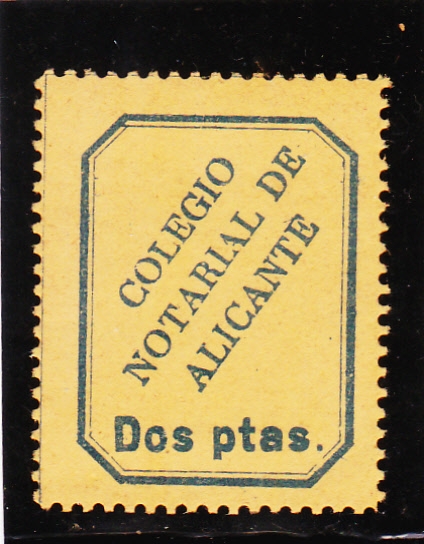 COLEGIO
NOTARIAL DE
ALICANTE
Dos ptas.